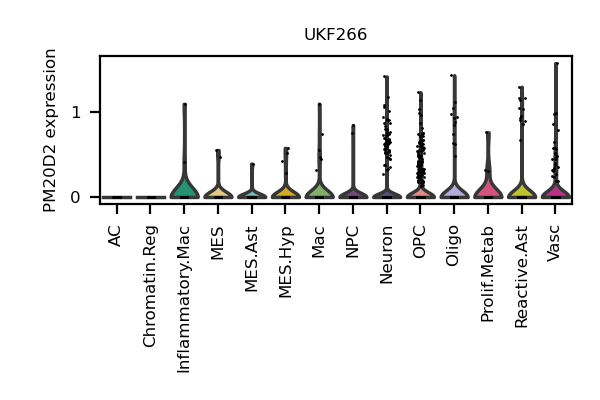 UKF266
PM20D2 expression
1
0
AC
Chromatin.Reg
Inflammatory.Mac
MES
MES.Ast
MES.Hyp
Mac
NPC
Neuron
OPC
Oligo
Prolif.Metab
Reactive.Ast
Vasc